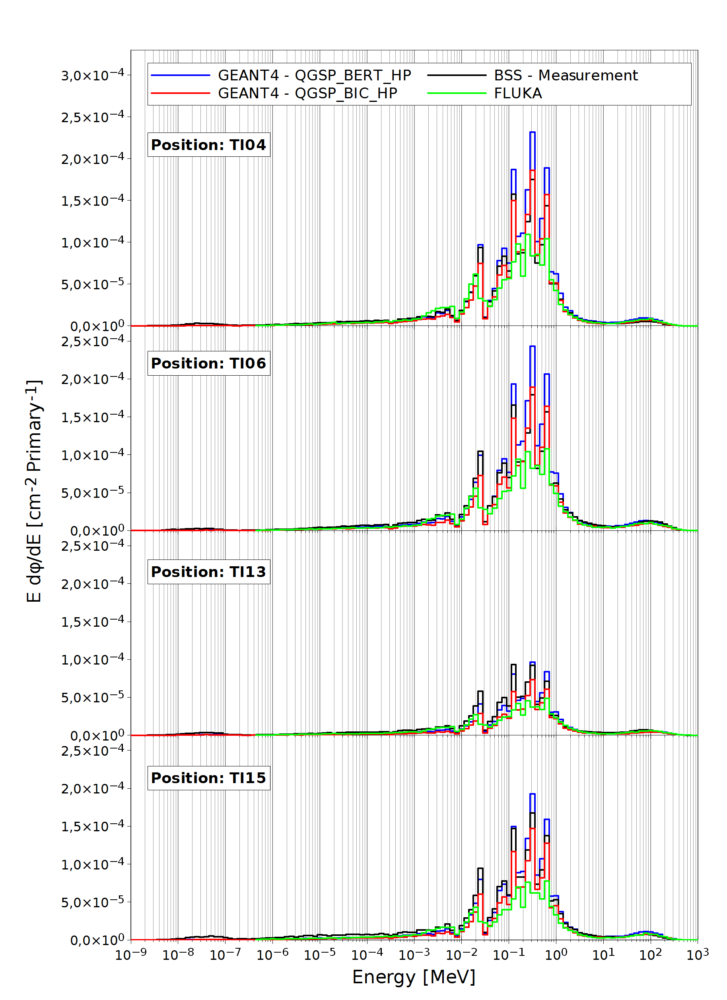 GEANT4 - QGSP_BERT_HP
BSS - Measurement
GEANT4 - QGSP_BIC_HP
FLUKA
3,0×10⁻⁴
2,5×10⁻⁴
Position: TI04
2,0×10⁻⁴
1,5×10⁻⁴
1,0×10⁻⁴
5,0×10⁻⁵
0,0×10⁰
2,5×10⁻⁴
Position: TI06
2,0×10⁻⁴
1,5×10⁻⁴
1,0×10⁻⁴
5,0×10⁻⁵
0,0×10⁰
2,5×10⁻⁴
Position: TI13
2,0×10⁻⁴
1,5×10⁻⁴
1,0×10⁻⁴
5,0×10⁻⁵
0,0×10⁰
2,5×10⁻⁴
Position: TI15
2,0×10⁻⁴
1,5×10⁻⁴
1,0×10⁻⁴
5,0×10⁻⁵
0,0×10⁰
E dφ/dE [cm⁻² Primary⁻¹]
10⁻⁹ 10⁻⁸ 10⁻⁷ 10⁻⁶ 10⁻⁵ 10⁻⁴ 10⁻³ 10⁻² 10⁻¹ 10⁰ 10¹ 10² 10³
Energy [MeV]